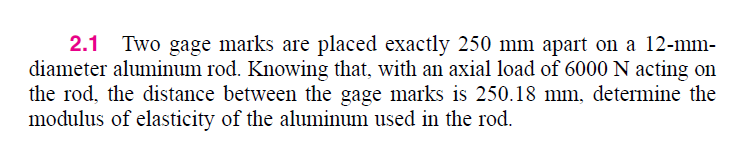 2.1 Two gage marks are placed exactly 250 mm apart on a 12-mm-
diameter aluminum rod. Knowing that, with an axial load of 6000 N acting on
the rod, the distance between the gage marks is 250.18 mm, determine the
modulus of elasticity of the aluminum used in the rod.